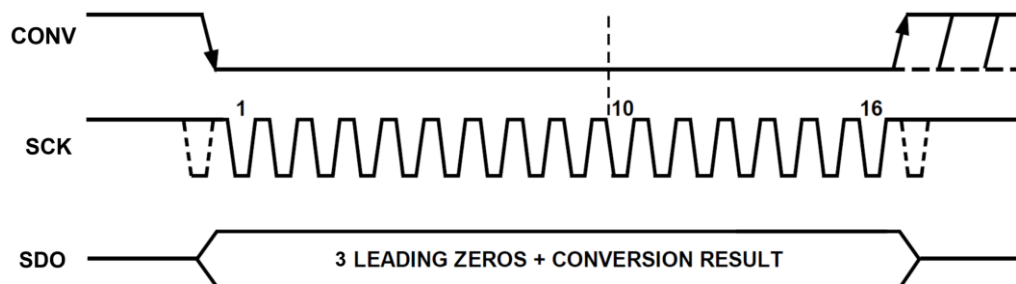 CONV
1
10
16
SCK
SDO
3 LEADING ZEROS + CONVERSION RESULT